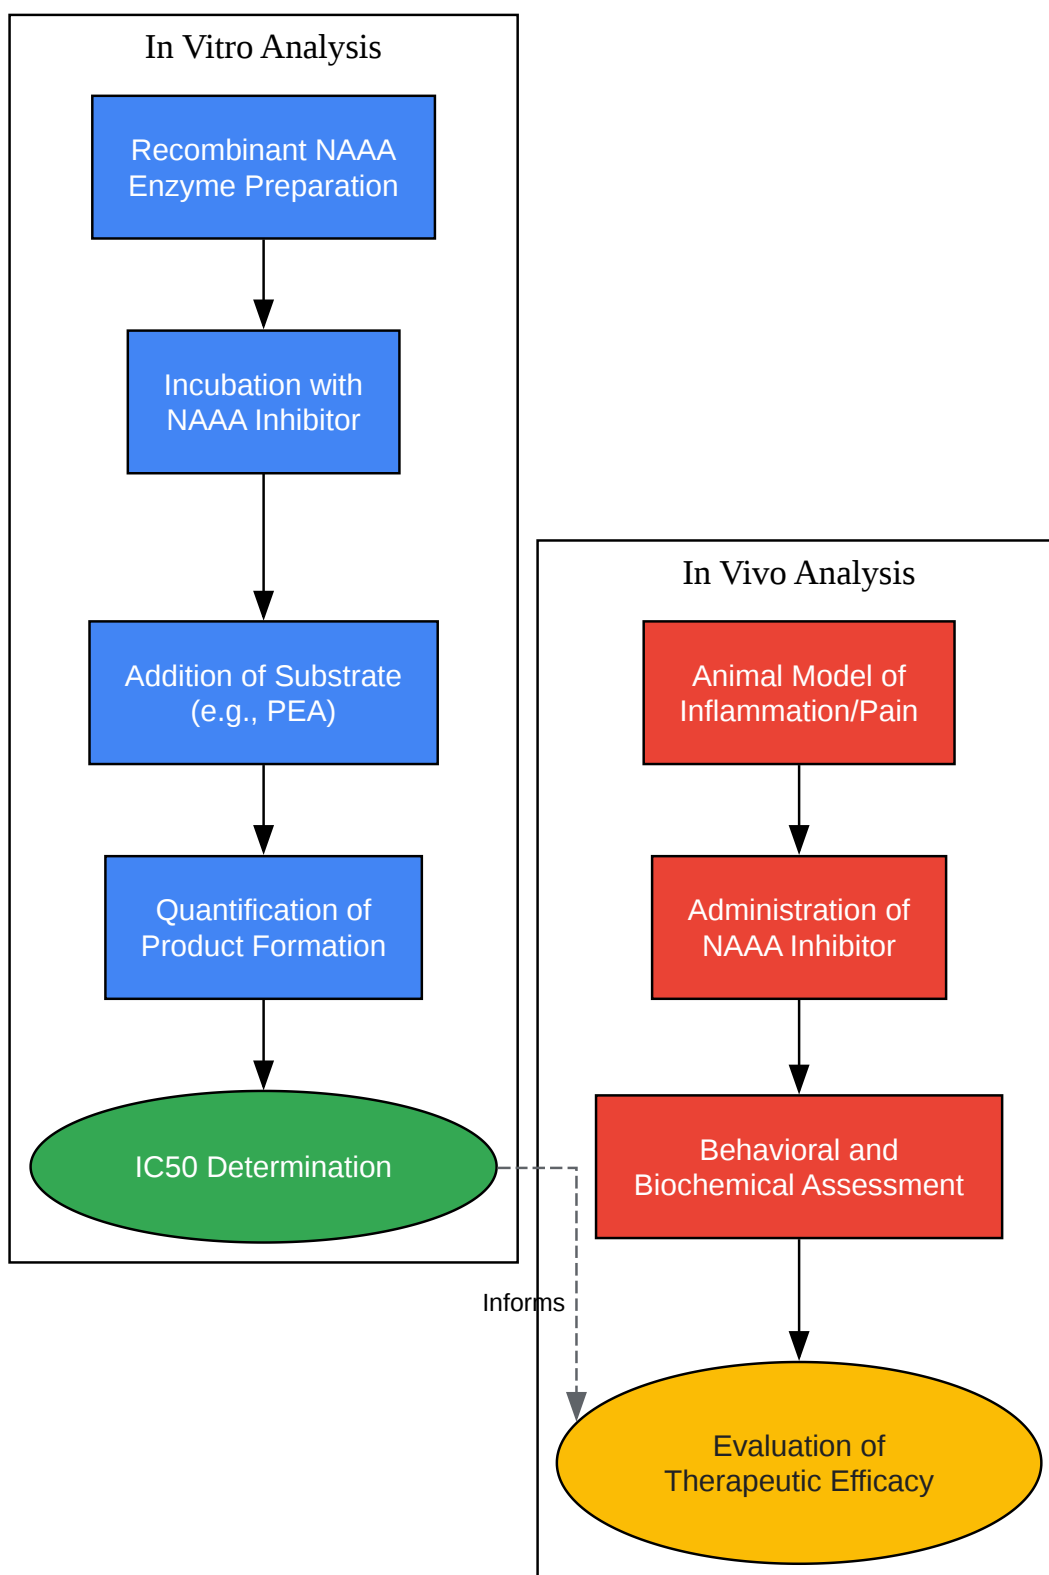 In Vitro Analysis
Recombinant NAAA
Enzyme Preparation
Incubation with
NAAA Inhibitor
Addition of Substrate
(e.g., PEA)
Quantification of
Product Formation
IC50 Determination
Informs
In Vivo Analysis
Animal Model of
Inflammation/Pain
Administration of
NAAA Inhibitor
Behavioral and
Biochemical Assessment
Evaluation of
Therapeutic Efficacy